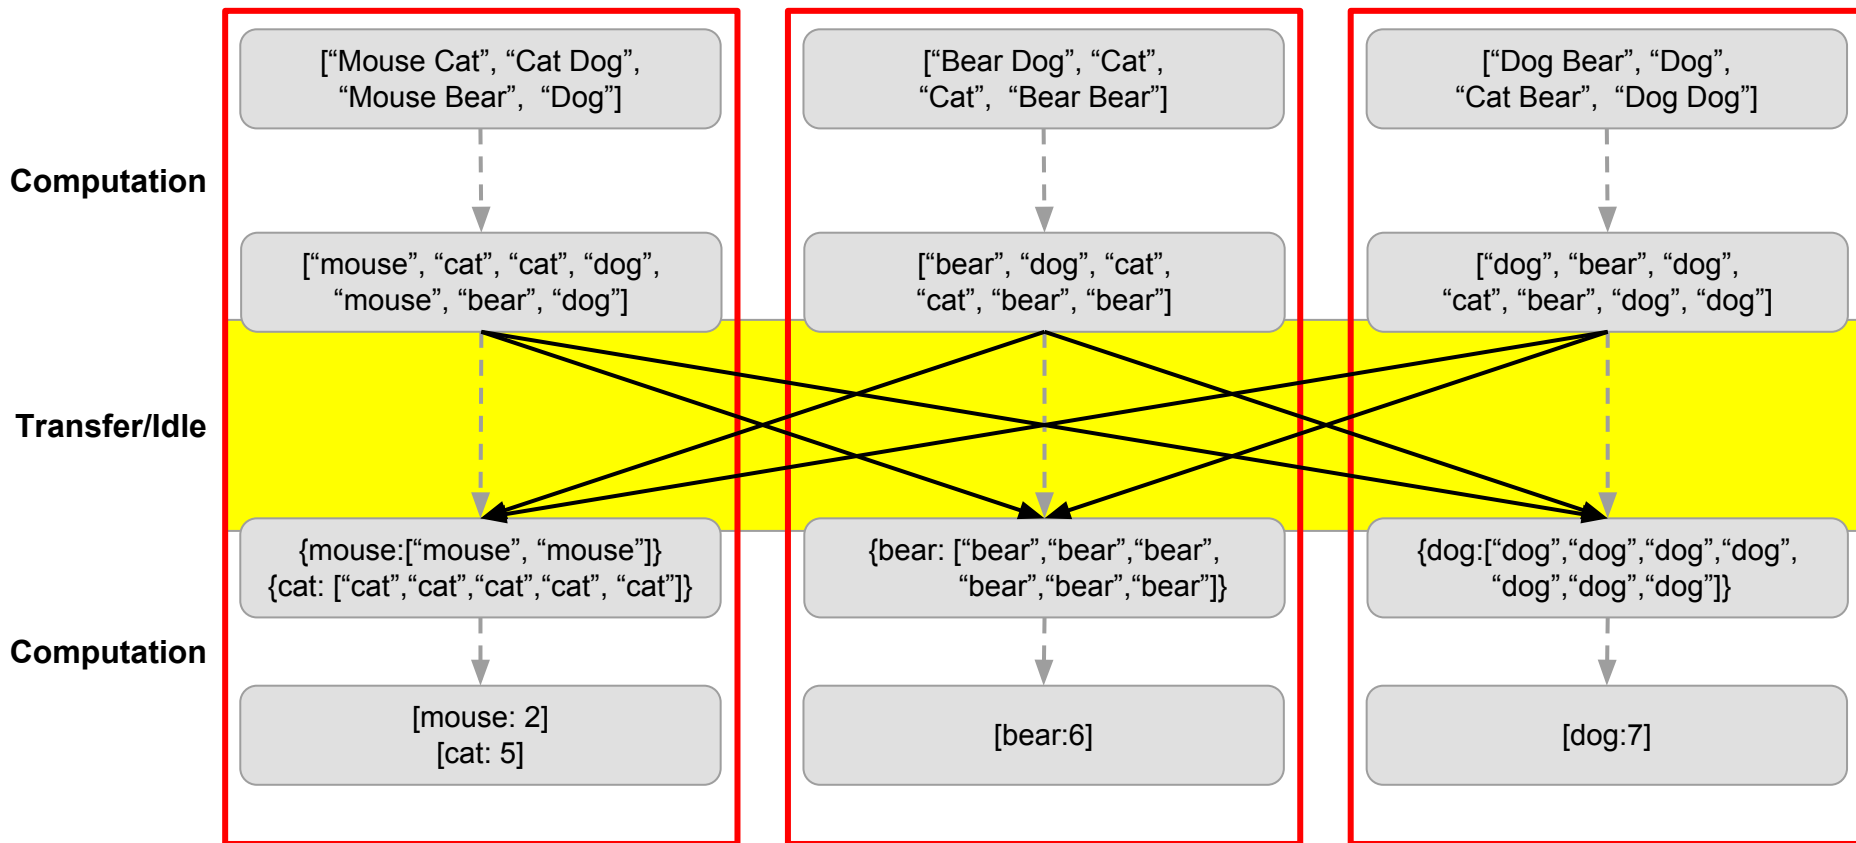 [“Mouse Cat”, “Cat Dog”,
“Mouse Bear”,  “Dog”]
[“Bear Dog”, “Cat”,
“Cat”,  “Bear Bear”]
[“Dog Bear”, “Dog”,
“Cat Bear”,  “Dog Dog”]
Computation
[“mouse”, “cat”, “cat”, “dog”,
“mouse”, “bear”, “dog”]
[“bear”, “dog”, “cat”,
“cat”, “bear”, “bear”]
[“dog”, “bear”, “dog”,
“cat”, “bear”, “dog”, “dog”]
Transfer/Idle
{mouse:[“mouse”, “mouse”]}
{cat: [“cat”,“cat”,“cat”,“cat”, “cat”]}
{bear: [“bear”,“bear”,“bear”,
“bear”,“bear”,“bear”]}
{dog:[“dog”,“dog”,“dog”,“dog”,
“dog”,“dog”,“dog”]}
Computation
[mouse: 2]
[cat: 5]
[bear:6]
[dog:7]